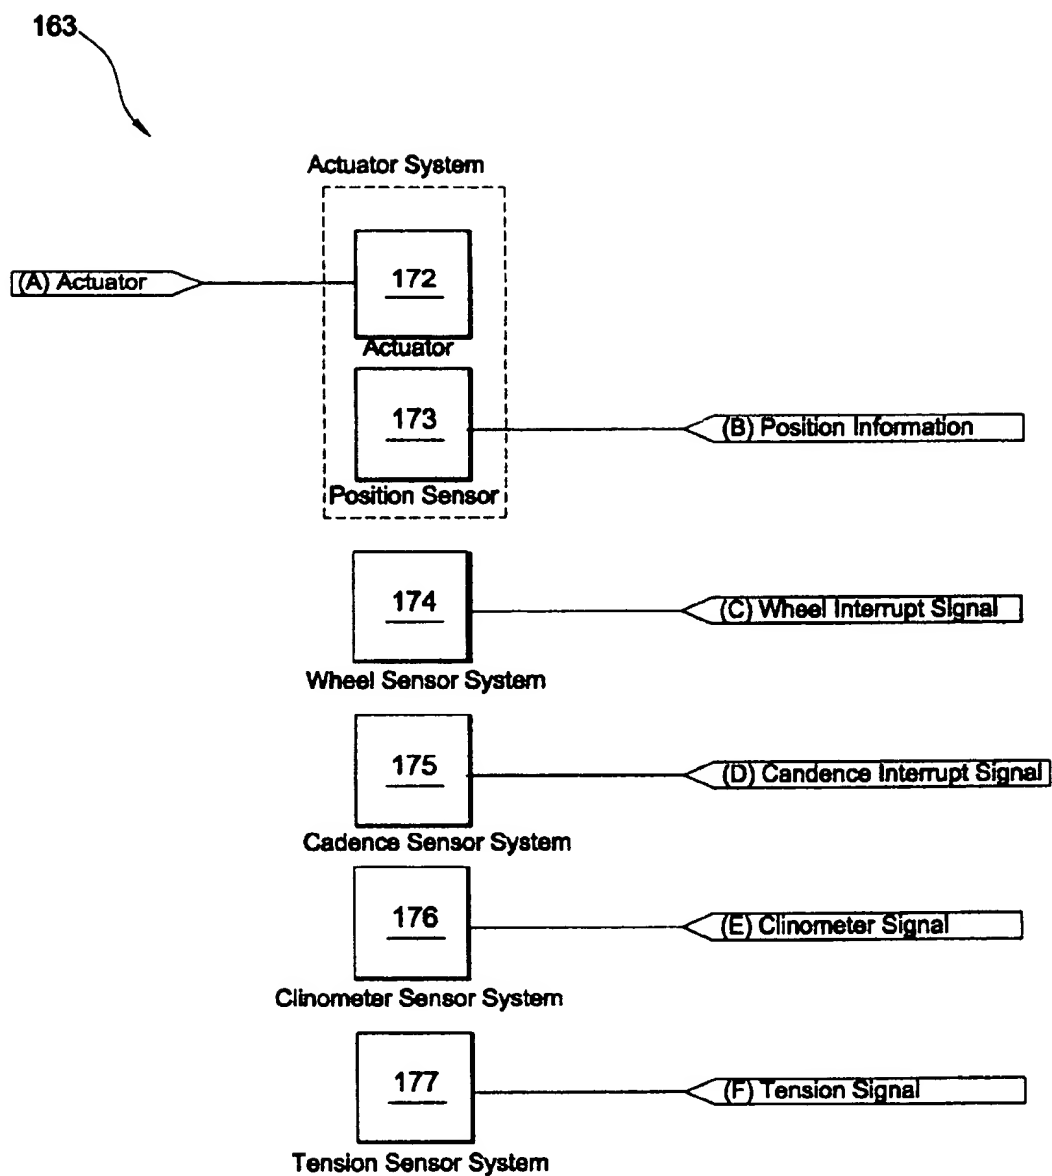 163
Actuator System
172
(A) Actuator
Actuator
173
(B) Position Information
Position Sensor
174
(C) Wheel Interrupt Signal
Wheel Sensor System
175
(D) Candence Interrupt Signal
Cadence Sensor System
176
(E) Clinometer Signal
Clinometer Sensor System
177
(F) Tension Signal
Tension Sensor System